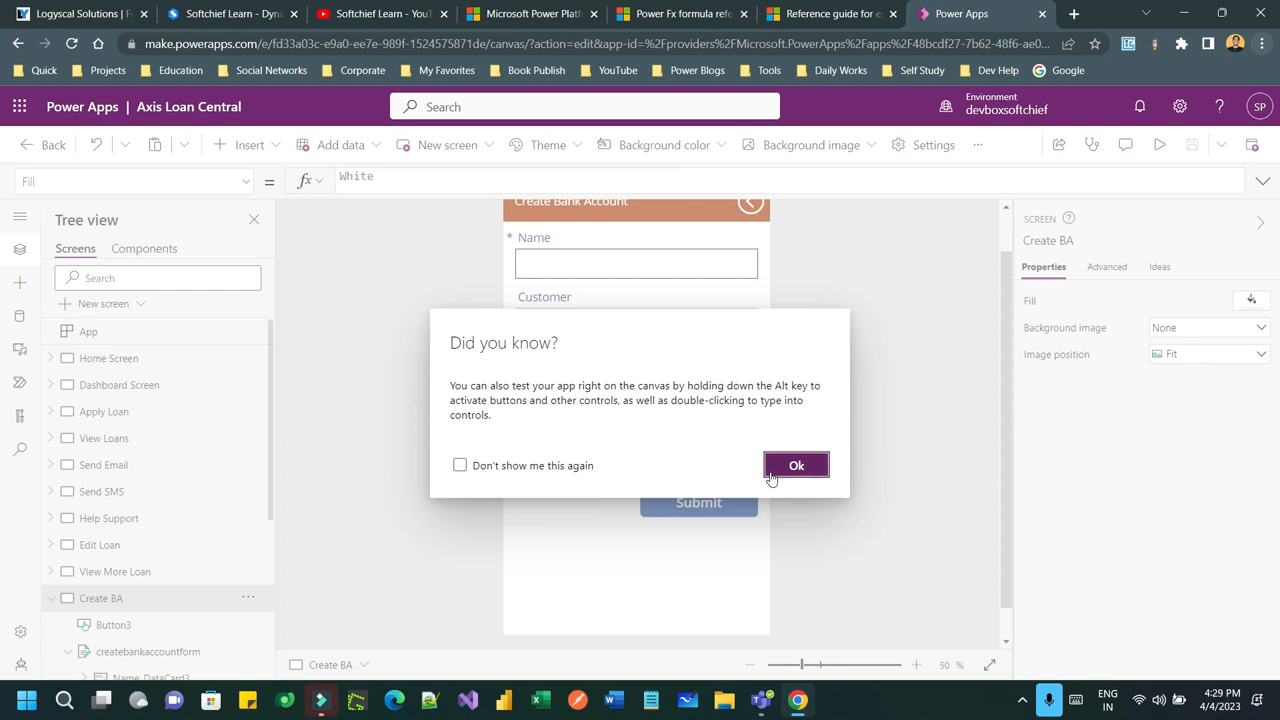 Logyscal Solutions | Fo
Softchief Learn - Dyn
Softchief Learn - YouT
Microsoft Power Platf
Power Fx formula refer
Reference guide for e
Power Apps
make.powerapps.com/e/fd33a03c-e9a0-ee7e-989f-1524575871de/canvas/?action=edit&app-id=%2Fproviders%2FMicrosoft.PowerApps%2Fapps%2F48bcdf27-7b62-48f6-ae0...
Quick
Projects
Education
Social Networks
Corporate
My Favorites
Book Publish
YouTube
Power Blogs
Tools
Daily Works
Self Study
Dev Help
Google
Power Apps | Axis Loan Central
Search
Environment
devboxsoftchief
SP
Back
Insert
Add data
New screen
Theme
Background color
Background image
Settings
Fill
=
fx
White
Tree view
Screens
Components
Search
New screen
App
Home Screen
Dashboard Screen
Apply Loan
View Loans
Send Email
Send SMS
Help Support
Edit Loan
VIew More Loan
Create BA
Button3
createbankaccountform
Name_DataCard3
Create Bank Account
* Name
Customer
Did you know?
You can also test your app right on the canvas by holding down the Alt key to
activate buttons and other controls, as well as double-clicking to type into
controls.
Don't show me this again
Ok
Submit
Create BA
50 %
SCREEN
Create BA
Properties
Advanced
Ideas
Fill
Background image
None
Image position
Fit
ENG
IN
4:29 PM
4/4/2023